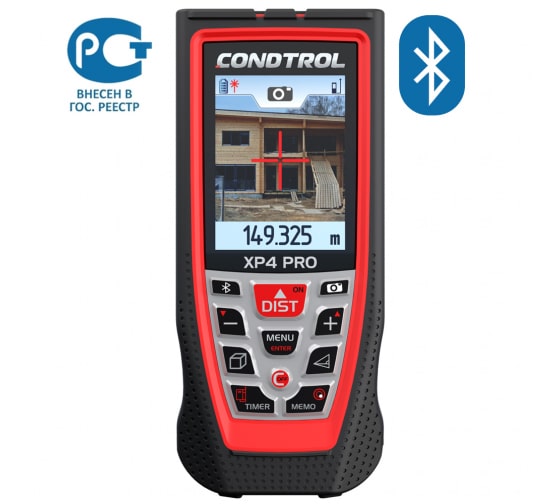 РСТ
ВНЕСЕН В
ГОС. РЕЕСТР
CONDTROL
149.325 m
XP4 PRO
ON
DIST
MENU
ENTER
TIMER
MEMO